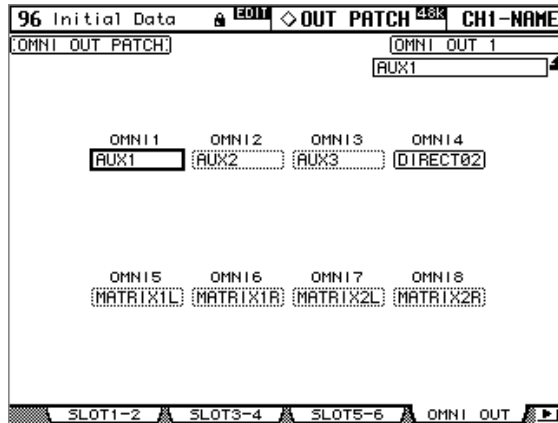 96 Initial Data EDIT OUT PATCH 48K CH1-NAME
OMNI OUT PATCH OMNI OUT 1
AUX1
OMNI1 OMNI2 OMNI3 OMNI4
AUX1 AUX2 AUX3 DIRECT02
OMNI5 OMNI6 OMNI7 OMNI8
MATRIX1L MATRIX1R MATRIX2L MATRIX2R
SLOT1-2 SLOT3-4 SLOT5-6 OMNI OUT